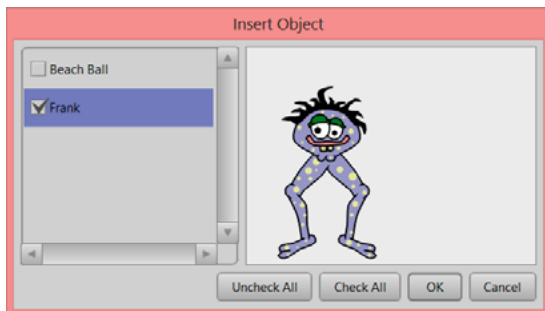 Insert Object
Beach Ball
Frank
Uncheck All Check All OK Cancel